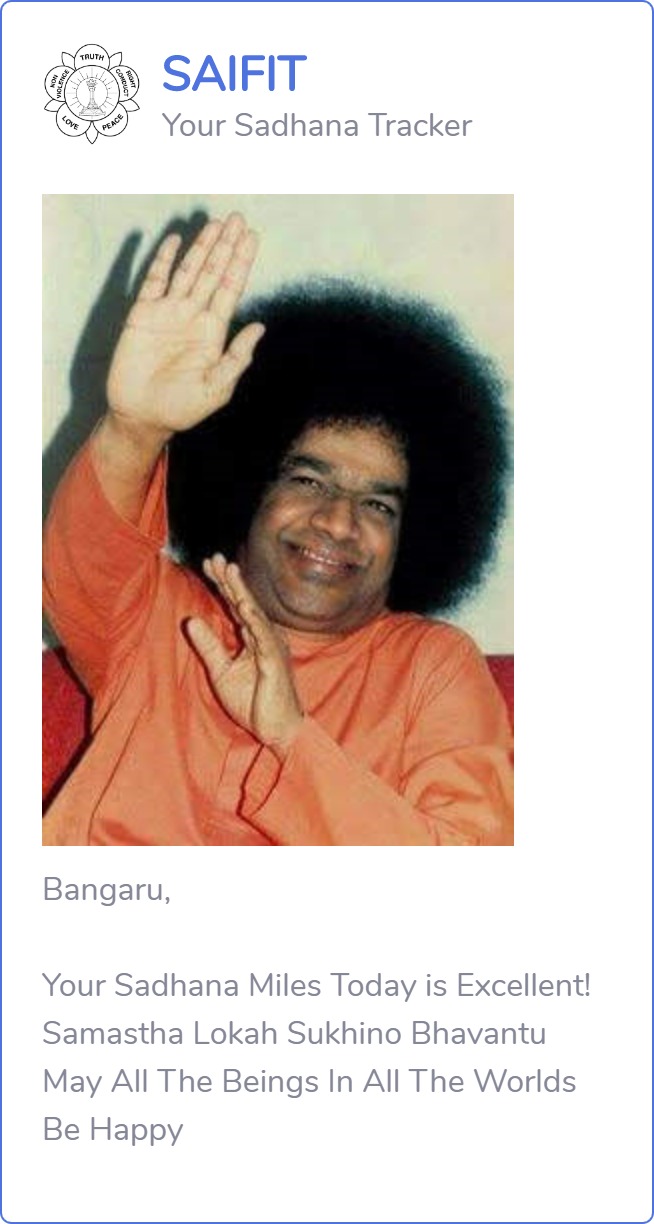 TRUTH
NON
VIOLENCE
RIGHT
CONDUCT
LOVE
PEACE
SAIFIT
Your Sadhana Tracker
Bangaru,
Your Sadhana Miles Today is Excellent!
Samastha Lokah Sukhino Bhavantu
May All The Beings In All The Worlds
Be Happy